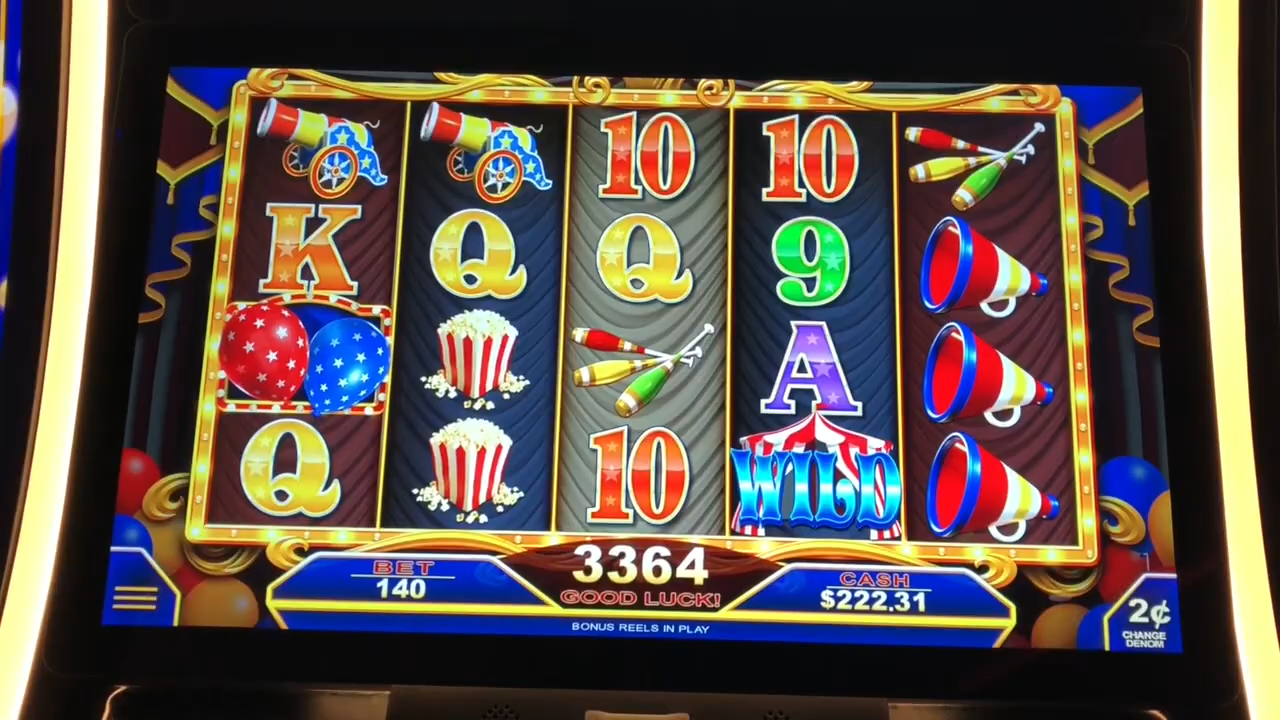 10 10
K Q Q 9
A
Q 10 WILD
BET
140
3364
GOOD LUCK!
CASH
$222.31
BONUS REELS IN PLAY
2¢
CHANGE
DENOM